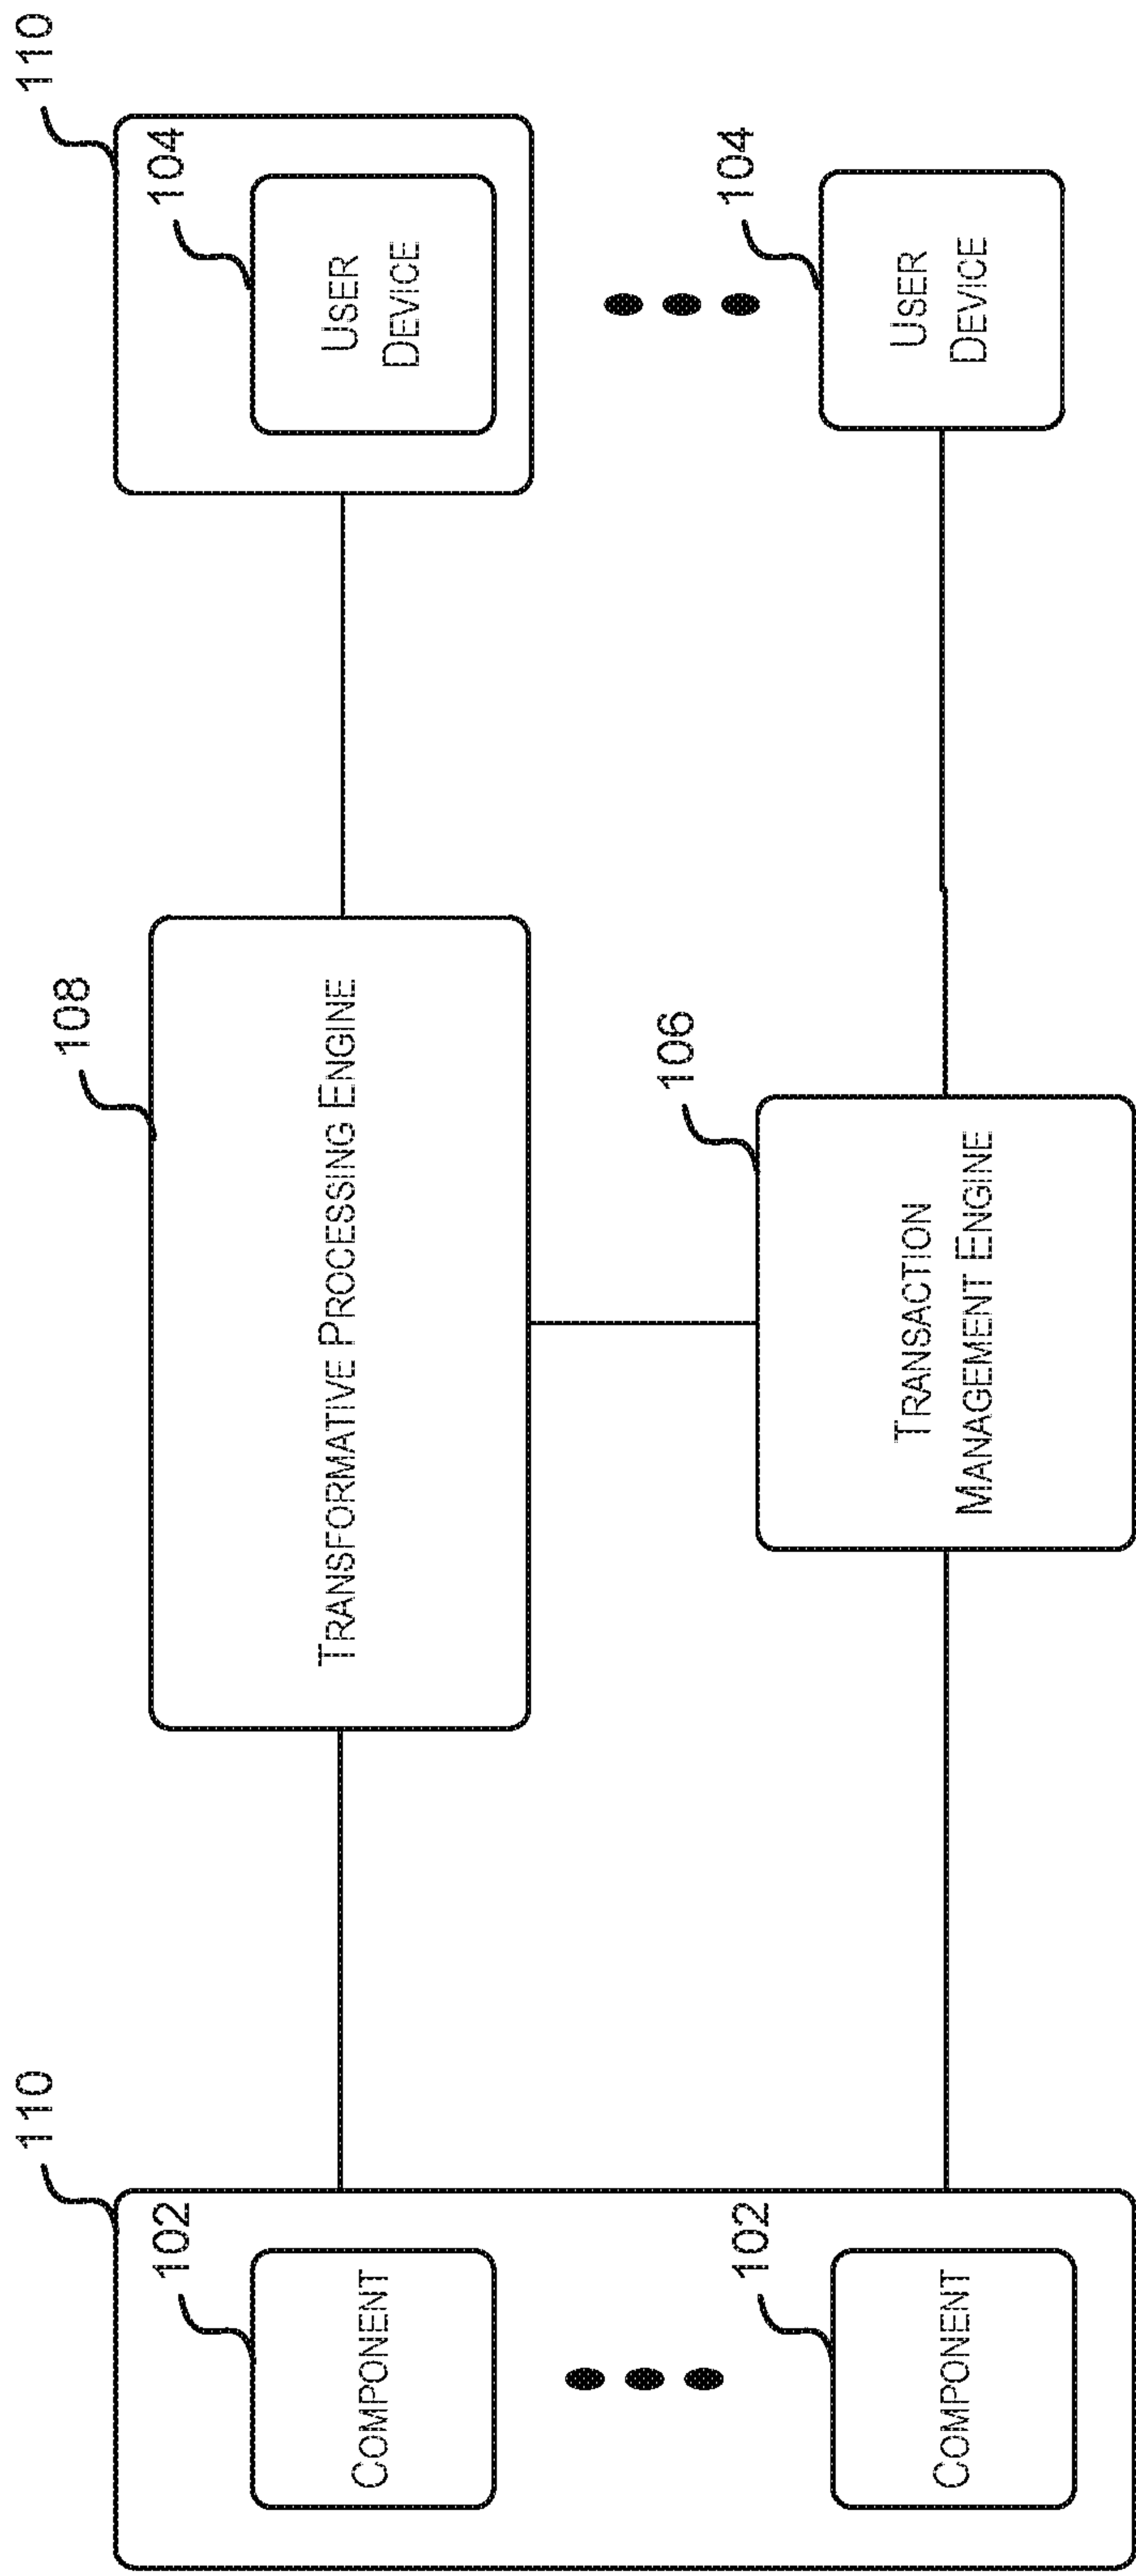 110
104
USER
DEVICE
104
USER
DEVICE
108
TRANSFORMATIVE PROCESSING ENGINE
106
TRANSACTION
MANAGEMENT ENGINE
110
102
COMPONENT
102
COMPONENT